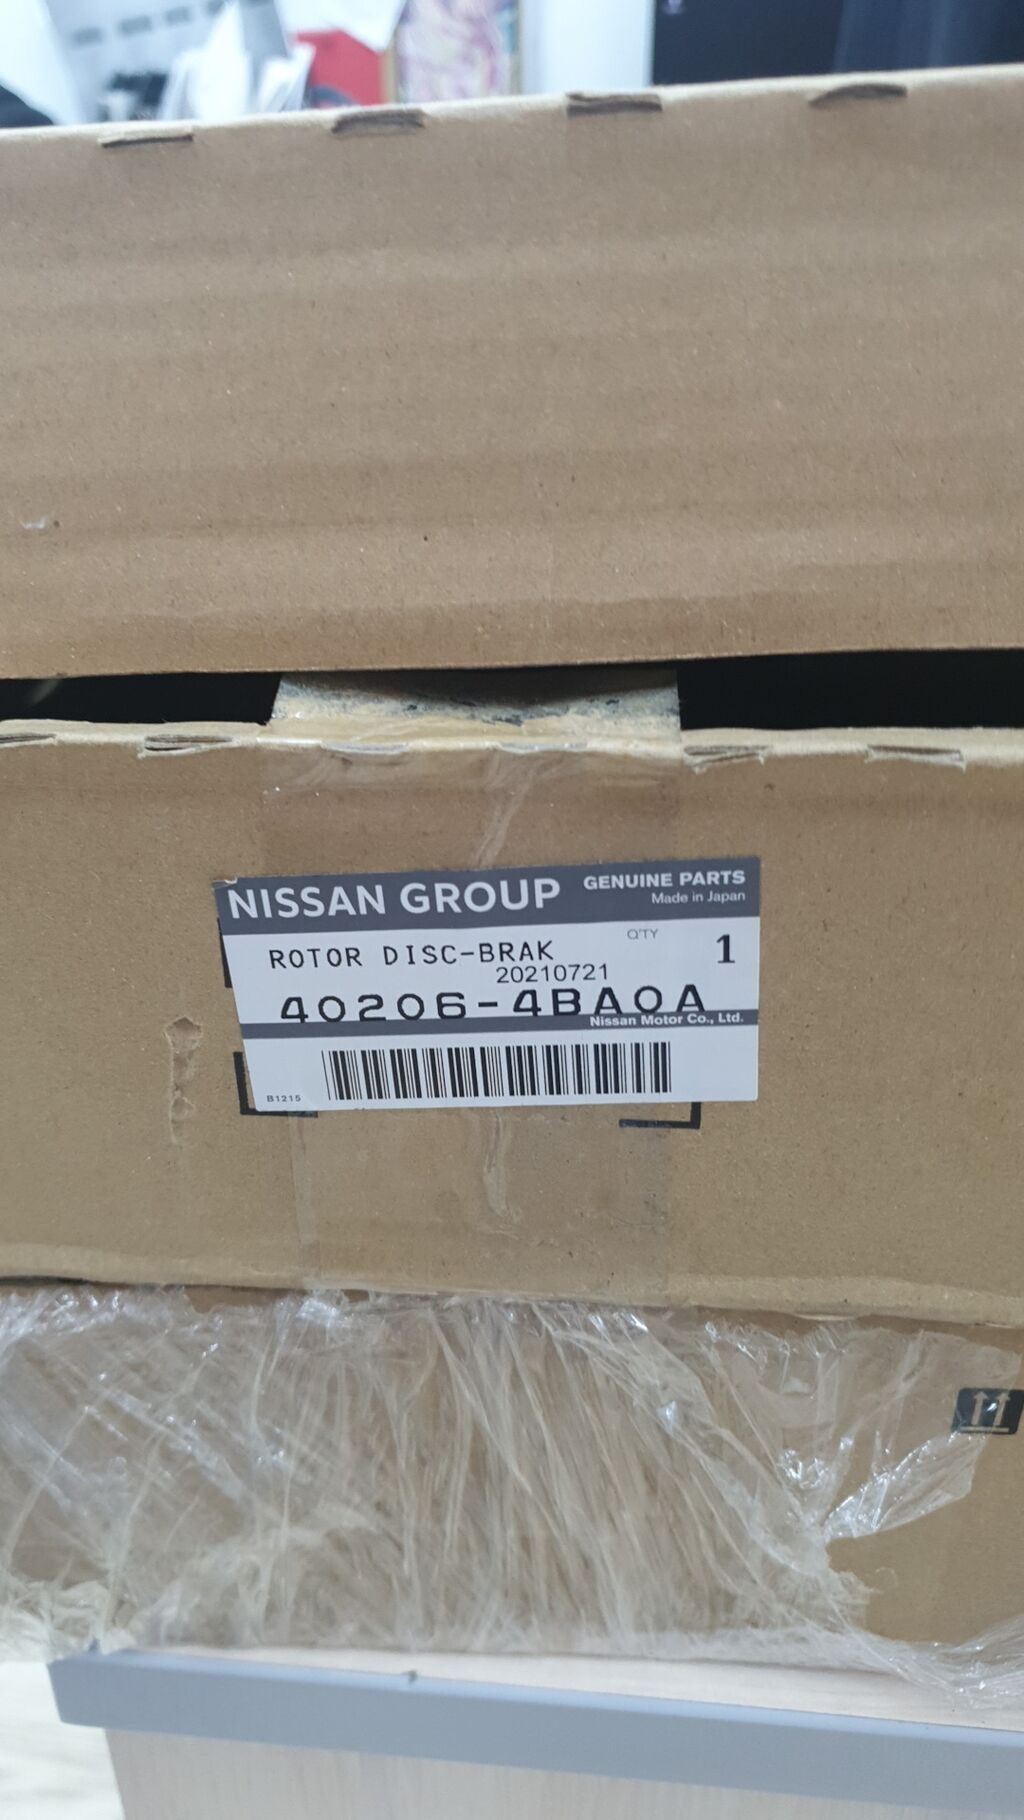 NISSAN GROUP GENUINE PARTS
Made in Japan
Q'TY
ROTOR DISC-BRAK 1
20210721
40206-4BA0A
Nissan Motor Co., Ltd.
B1215